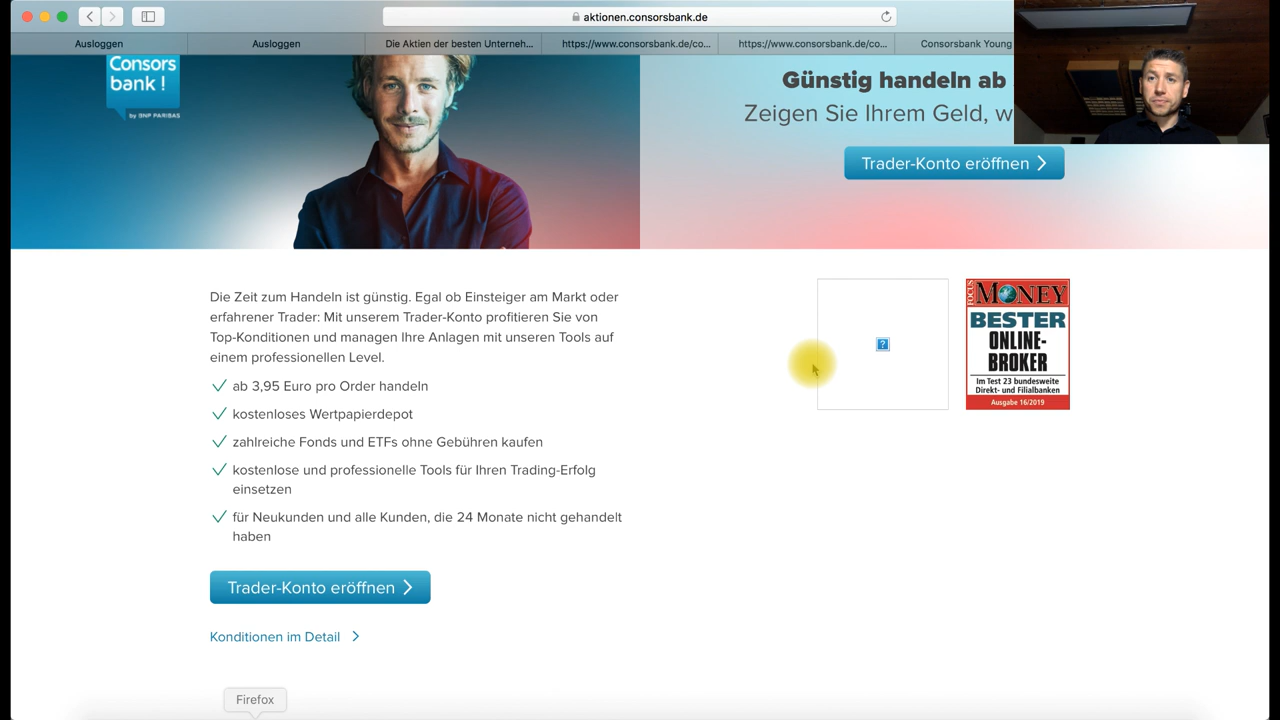 aktionen.consorsbank.de
Ausloggen
Ausloggen
Die Aktien der besten Unterneh...
https://www.consorsbank.de/co...
https://www.consorsbank.de/co...
Consorsbank Young
Consors
bank !
by BNP PARIBAS
Günstig handeln ab
Zeigen Sie Ihrem Geld, w
Trader-Konto eröffnen
Die Zeit zum Handeln ist günstig. Egal ob Einsteiger am Markt oder
erfahrener Trader: Mit unserem Trader-Konto profitieren Sie von
Top-Konditionen und managen Ihre Anlagen mit unseren Tools auf
einem professionellen Level.
ab 3,95 Euro pro Order handeln
kostenloses Wertpapierdepot
zahlreiche Fonds und ETFs ohne Gebühren kaufen
kostenlose und professionelle Tools für Ihren Trading-Erfolg
einsetzen
für Neukunden und alle Kunden, die 24 Monate nicht gehandelt
haben
Trader-Konto eröffnen
Konditionen im Detail
?
FOCUS
MONEY
BESTER
ONLINE-
BROKER
Im Test 23 bundesweite
Direkt- und Filialbanken
Ausgabe 16/2019
Firefox